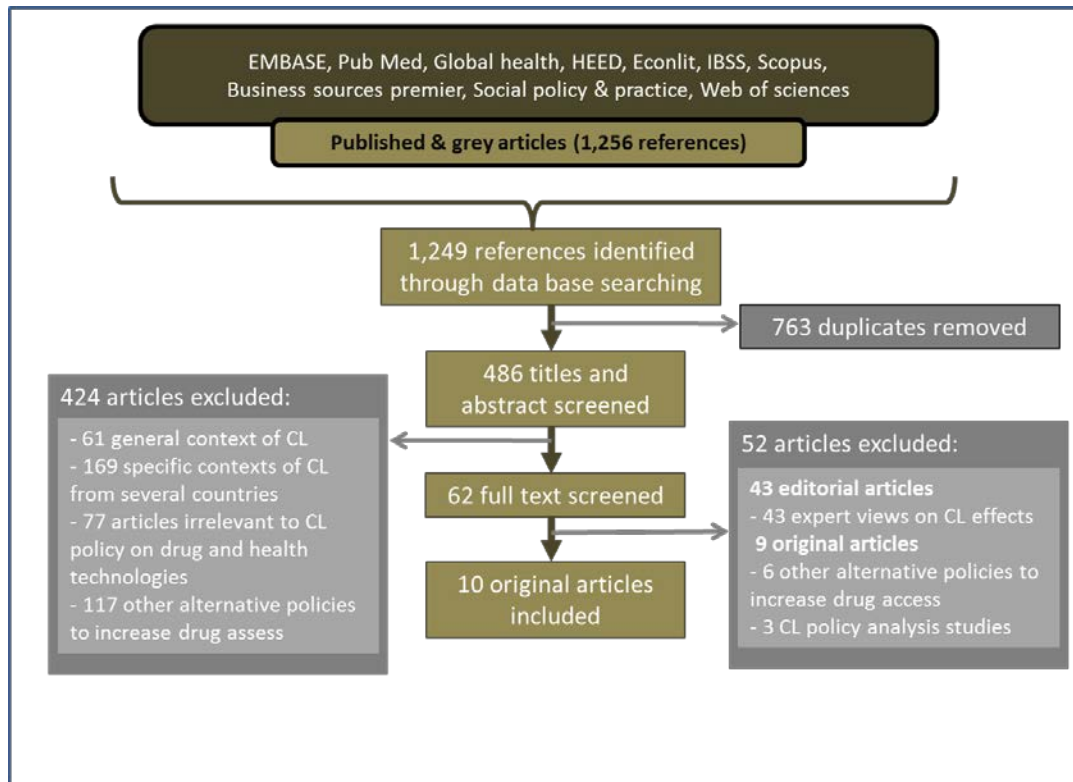 EMBASE, Pub Med, Global health, HEED, Econlit, IBSS, Scopus,
Business sources premier, Social policy & practice, Web of sciences
Published & grey articles (1,256 references)
1,249 references identified
through data base searching
763 duplicates removed
486 titles and
abstract screened
424 articles excluded:
- 61 general context of CL
- 169 specific contexts of CL
from several countries
- 77 articles irrelevant to CL
policy on drug and health
technologies
- 117 other alternative policies
to increase drug assess
62 full text screened
52 articles excluded:
43 editorial articles
- 43 expert views on CL effects
9 original articles
- 6 other alternative policies to
increase drug access
- 3 CL policy analysis studies
10 original articles
included